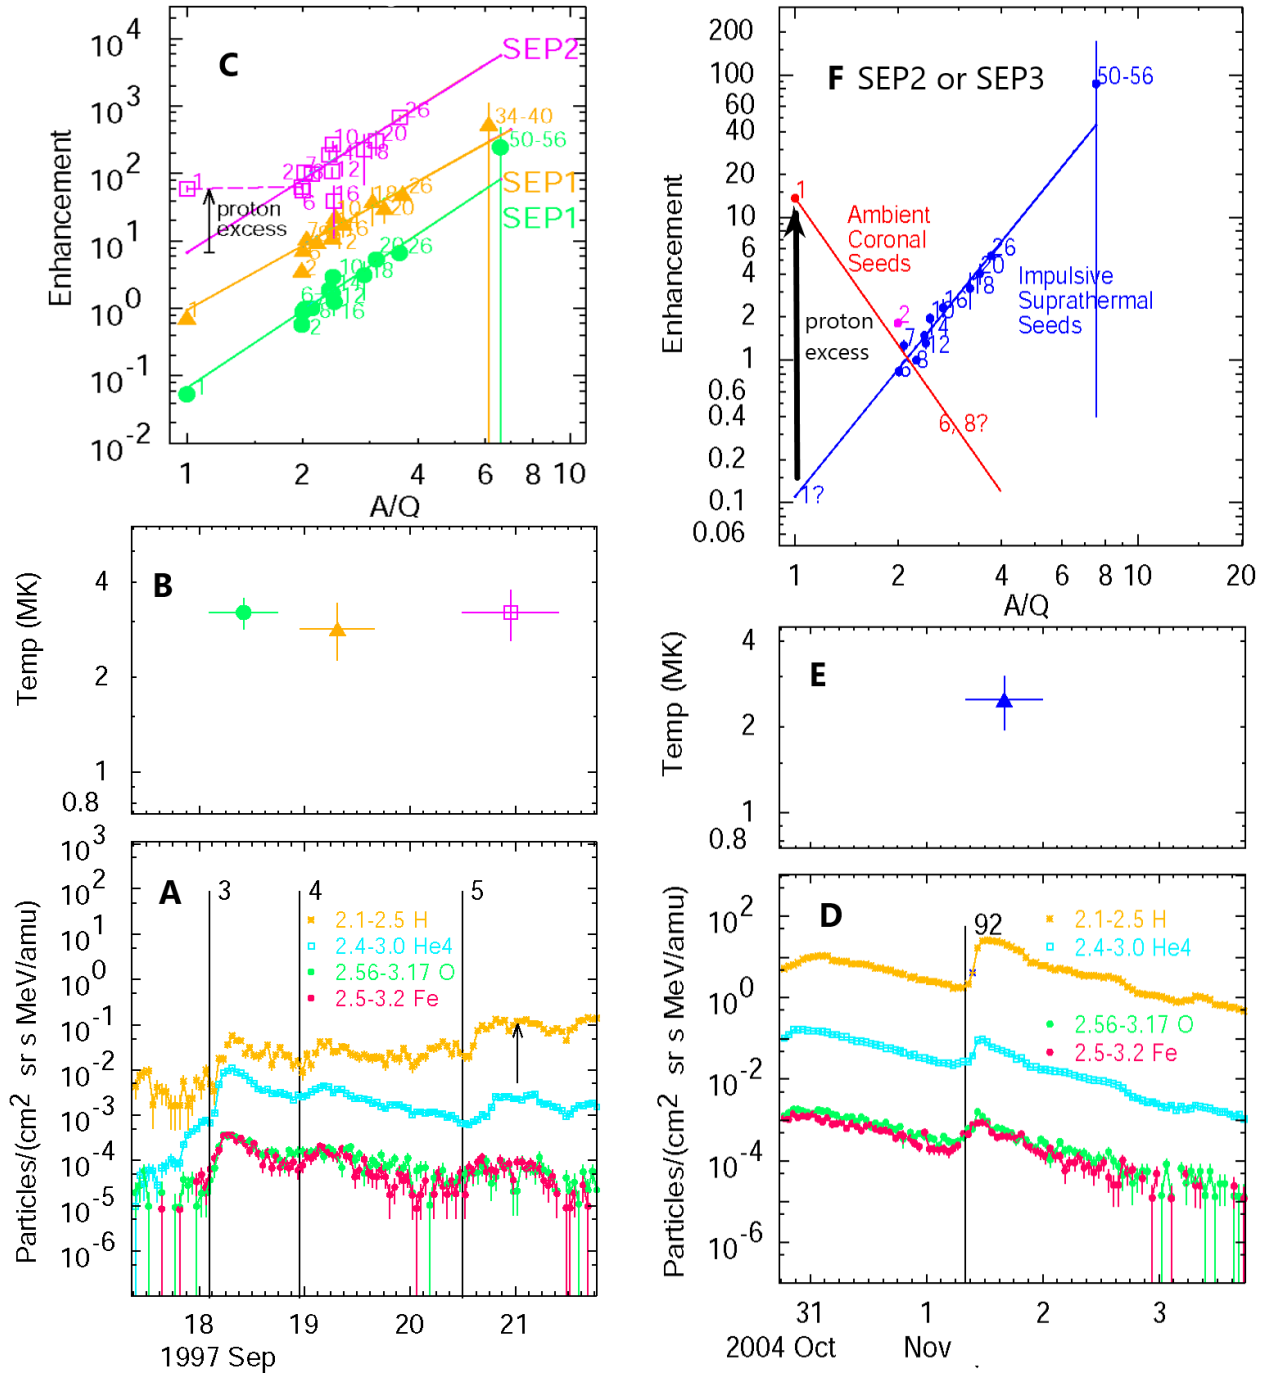 C
SEP2
SEP1
SEP1
34-40
50-56
proton
excess
Enhancement
10^4
10^3
10^2
10^1
10^0
10^-1
10^-2
1
2
4
6
8
10
A/Q
B
Temp (MK)
4
2
1
0.8
A
3
4
5
2.1-2.5 H
2.4-3.0 He4
2.56-3.17 O
2.5-3.2 Fe
Particles/(cm^2 sr s MeV/amu)
10^3
10^2
10^1
10^0
10^-1
10^-2
10^-3
10^-4
10^-5
10^-6
18
19
20
21
1997 Sep
F SEP2 or SEP3
50-56
1
Ambient
Coronal
Seeds
Impulsive
Suprathermal
Seeds
proton
excess
2
7
6
8
12
14
10
16
18
20
26
6, 8?
1?
Enhancement
200
100
60
40
20
10
6
4
2
1
0.6
0.4
0.2
0.1
0.06
1
2
4
6
8
10
20
A/Q
E
Temp (MK)
4
2
1
0.8
D
92
2.1-2.5 H
2.4-3.0 He4
2.56-3.17 O
2.5-3.2 Fe
Particles/(cm^2 sr s MeV/amu)
10^2
10^0
10^-2
10^-4
10^-6
31
1
2
3
2004 Oct
Nov